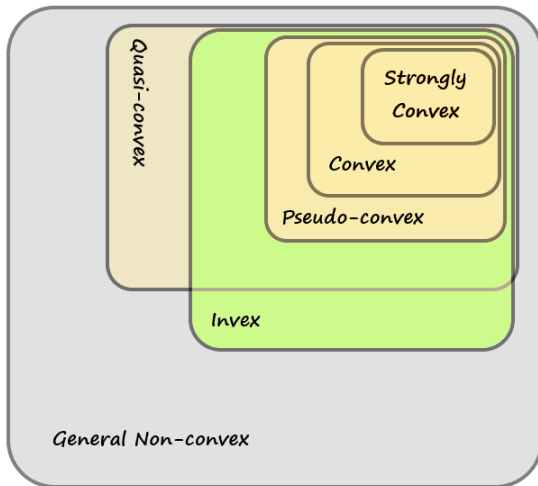 Quasi-convex
Strongly
Convex
Convex
Pseudo-convex
Invex
General Non-convex